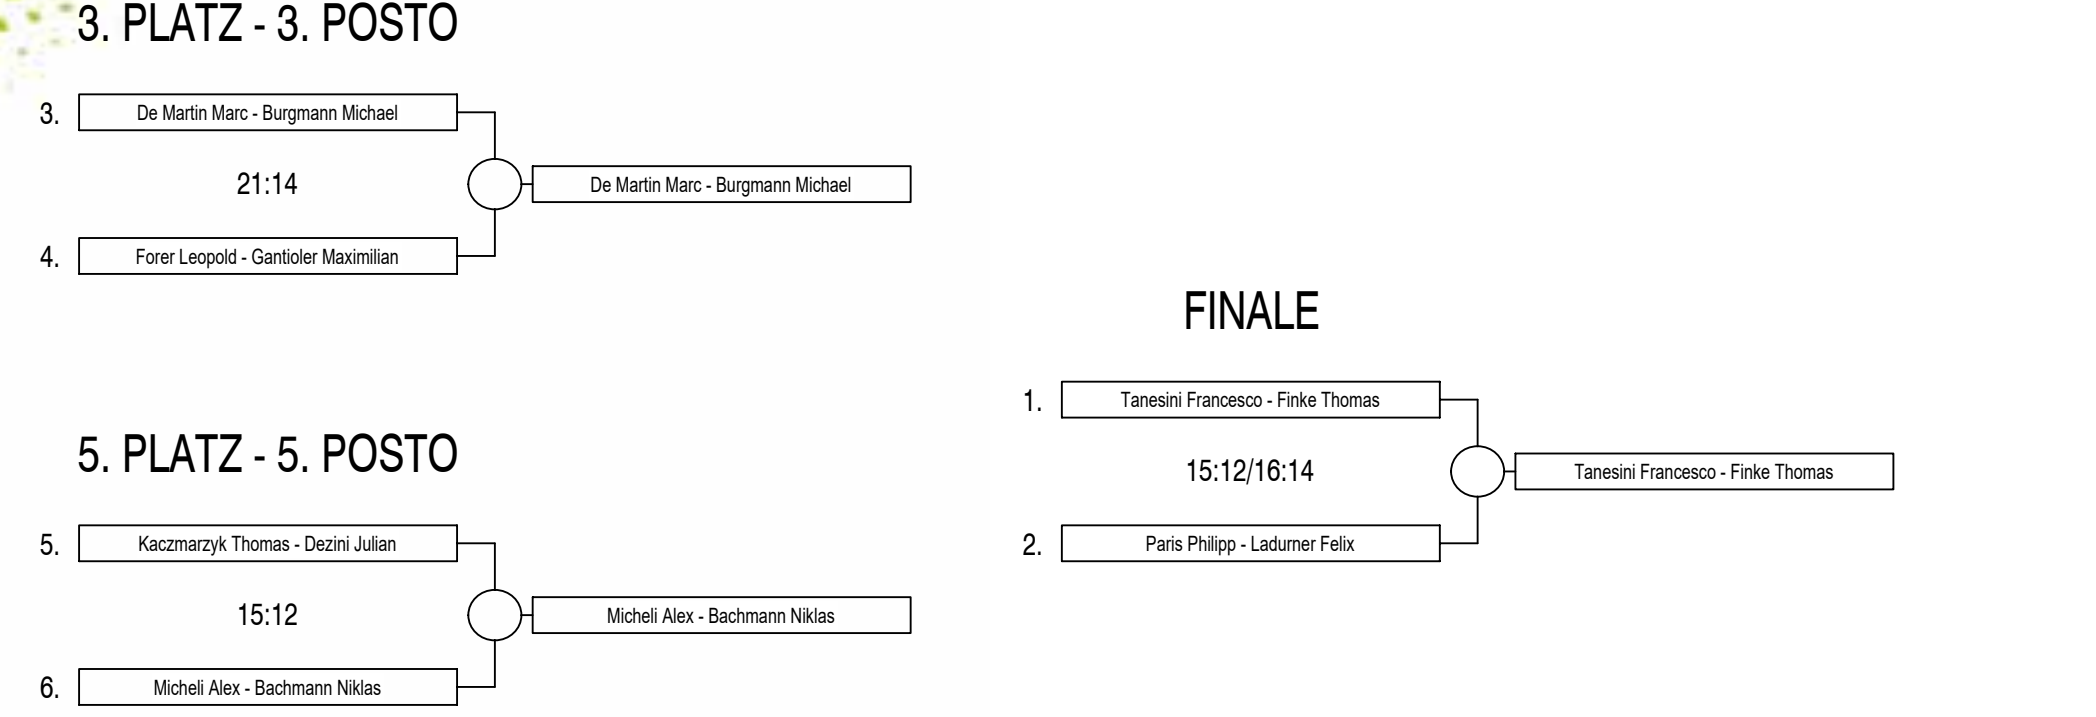 3. PLATZ - 3. POSTO
3. De Martin Marc - Burgmann Michael
21:14
De Martin Marc - Burgmann Michael
4. Forer Leopold - Gantioler Maximilian
5. PLATZ - 5. POSTO
5. Kaczmarzyk Thomas - Dezini Julian
15:12
Micheli Alex - Bachmann Niklas
6. Micheli Alex - Bachmann Niklas
FINALE
1. Tanesini Francesco - Finke Thomas
15:12/16:14
Tanesini Francesco - Finke Thomas
2. Paris Philipp - Ladurner Felix